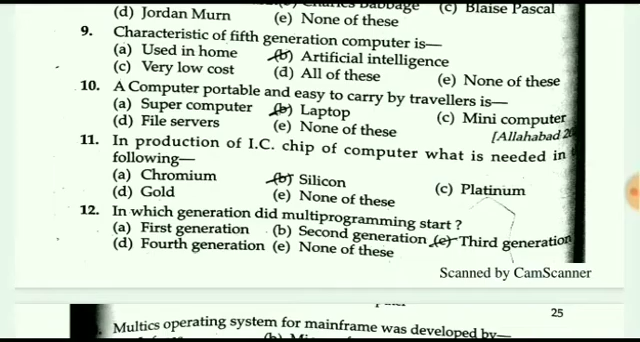 Charles Babbage (c) Blaise Pascal
(d) Jordan Murn (e) None of these
9. Characteristic of fifth generation computer is—
(a) Used in home (b) Artificial intelligence
(c) Very low cost (d) All of these (e) None of these
10. A Computer portable and easy to carry by travellers is—
(a) Super computer (b) Laptop (c) Mini computer
(d) File servers (e) None of these [Allahabad
11. In production of I.C. chip of computer what is needed in
following—
(a) Chromium (b) Silicon (c) Platinum
(d) Gold (e) None of these
12. In which generation did multiprogramming start ?
(a) First generation (b) Second generation (c) Third generation
(d) Fourth generation (e) None of these
Scanned by CamScanner
25
Multics operating system for mainframe was developed by—